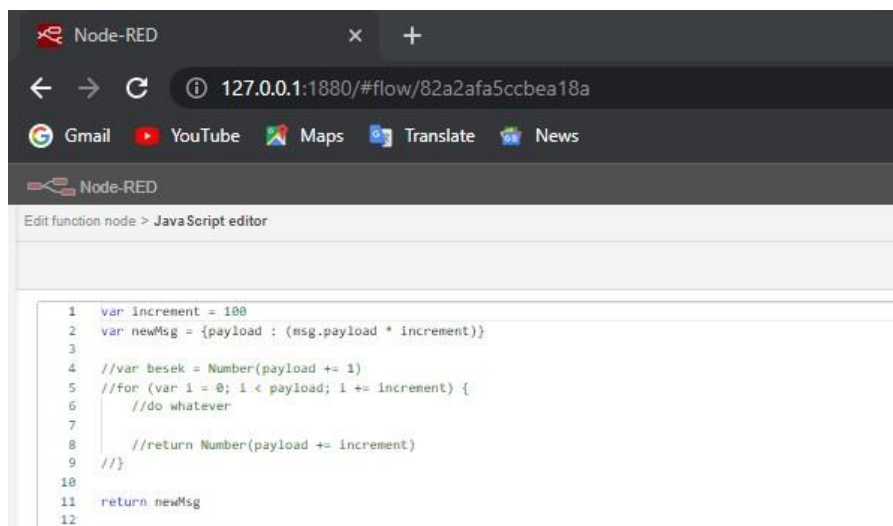 Node-RED
127.0.0.1:1880/#flow/82a2afa5ccbea18a
Gmail YouTube Maps Translate News
Node-RED
Edit function node > JavaScript editor
1 var increment = 100
2 var newMsg = {payload : (msg.payload * increment)}
3
4 //var besek = Number(payload += 1)
5 //for (var i = 0; i < payload; i += increment) {
6 //do whatever
7
8 //return Number(payload += increment)
9 //}
10
11 return newMsg
12